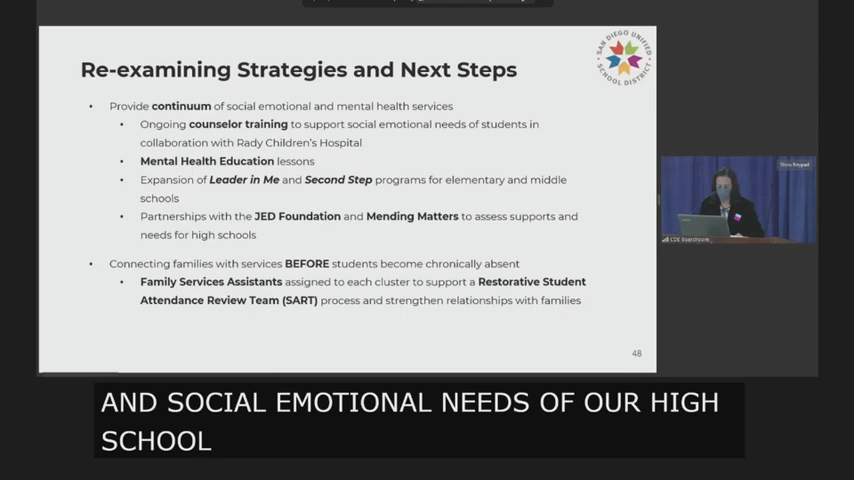 SAN DIEGO UNIFIED
SCHOOL DISTRICT
Re-examining Strategies and Next Steps
• Provide continuum of social emotional and mental health services
• Ongoing counselor training to support social emotional needs of students in
collaboration with Rady Children's Hospital
• Mental Health Education lessons
• Expansion of Leader in Me and Second Step programs for elementary and middle
schools
• Partnerships with the JED Foundation and Mending Matters to assess supports and
needs for high schools
• Connecting families with services BEFORE students become chronically absent
• Family Services Assistants assigned to each cluster to support a Restorative Student
Attendance Review Team (SART) process and strengthen relationships with families
48
Show Keypad
CDE Boardroom
AND SOCIAL EMOTIONAL NEEDS OF OUR HIGH
SCHOOL